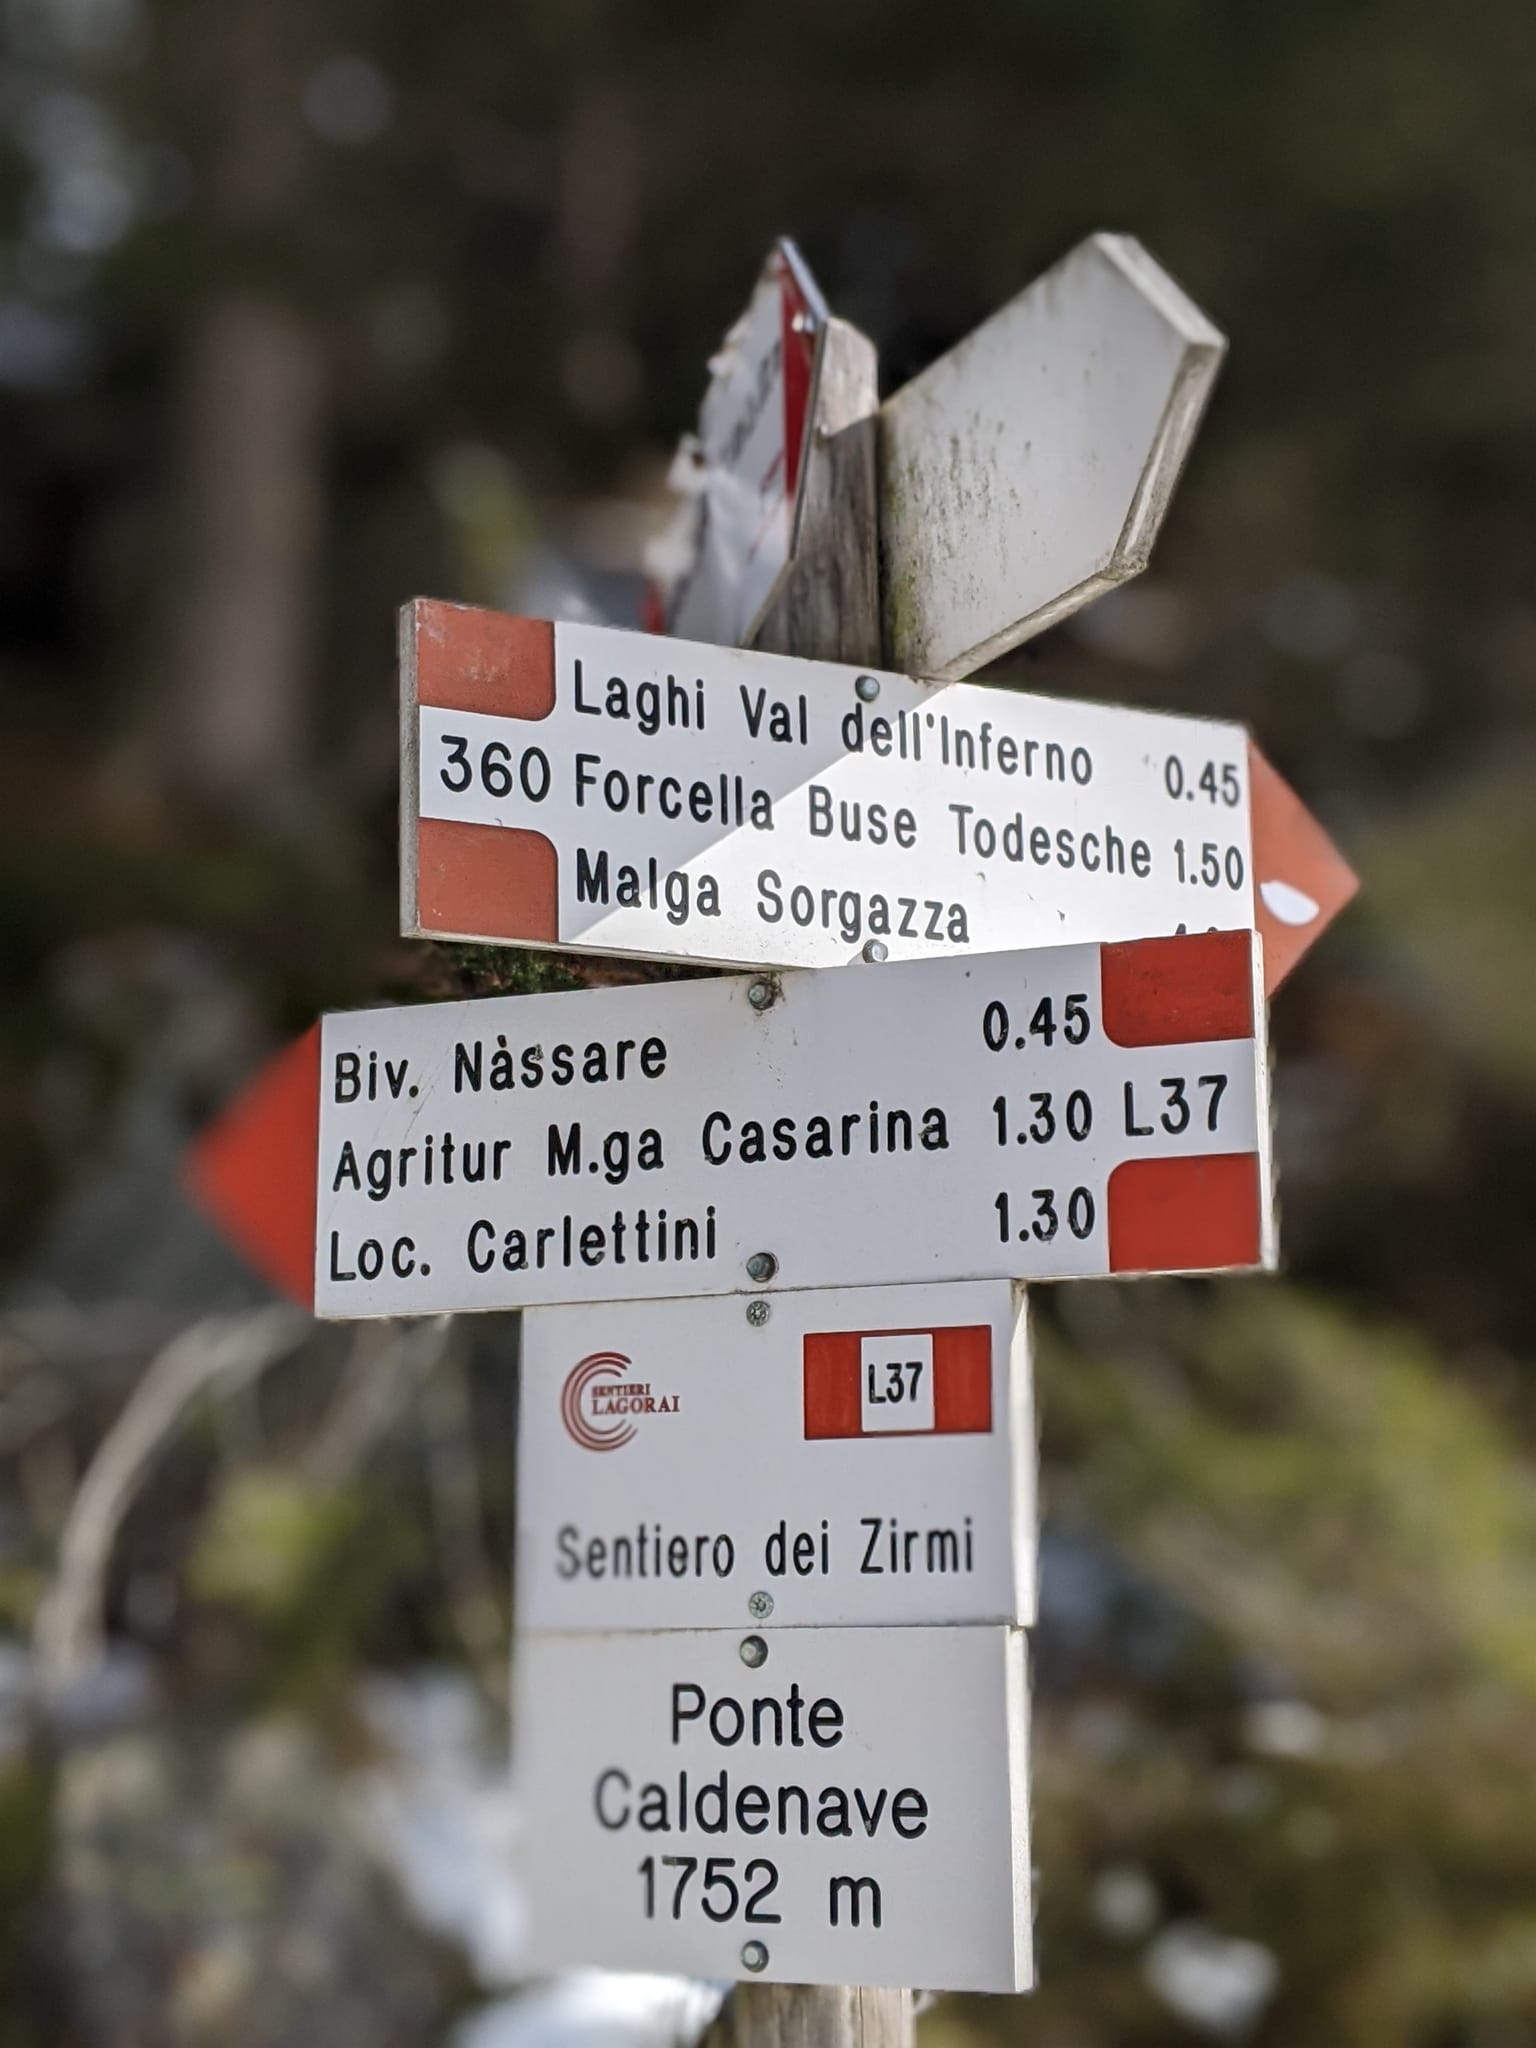 Laghi Val dell'Inferno 0.45
360 Forcella Buse Todesche 1.50
Malga Sorgazza
Biv. Nàssare 0.45
Agritur M.ga Casarina 1.30 L37
Loc. Carlettini 1.30
SENTIERI
LAGORAI
L37
Sentiero dei Zirmi
Ponte
Caldenave
1752 m